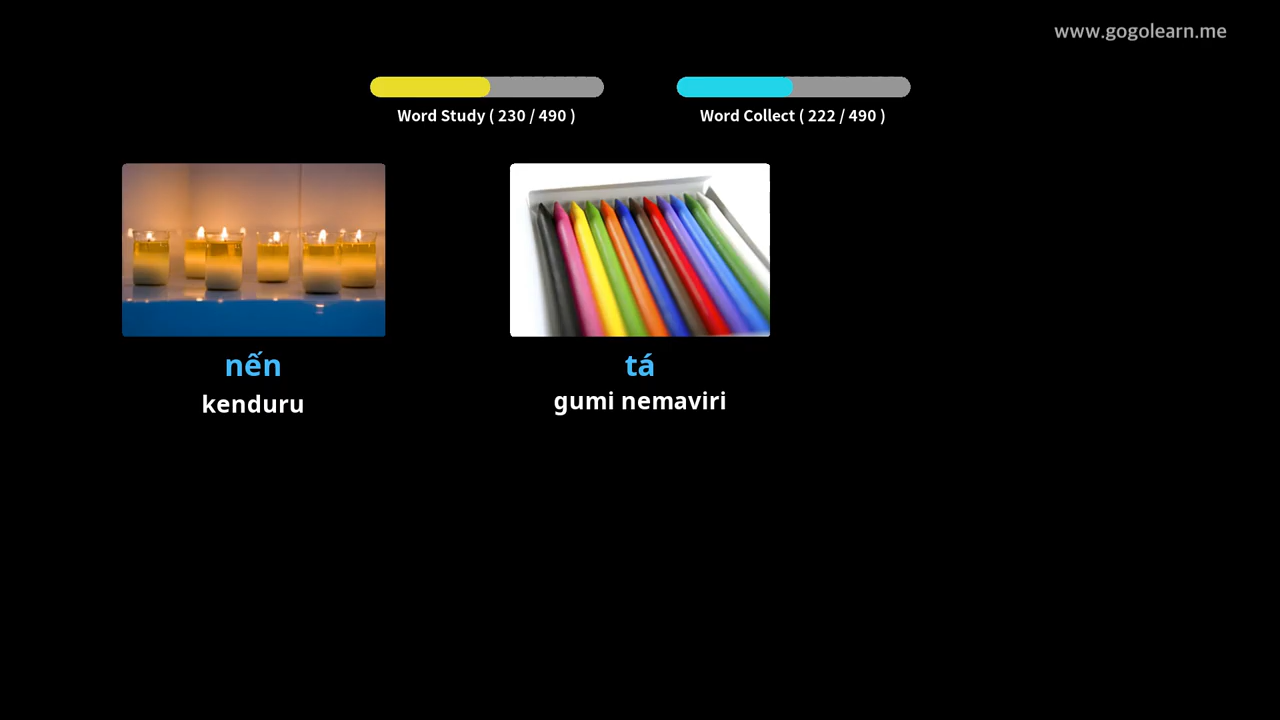 www.gogolearn.me
Word Study ( 230 / 490 )
Word Collect ( 222 / 490 )
nến
kenduru
tá
gumi nemaviri